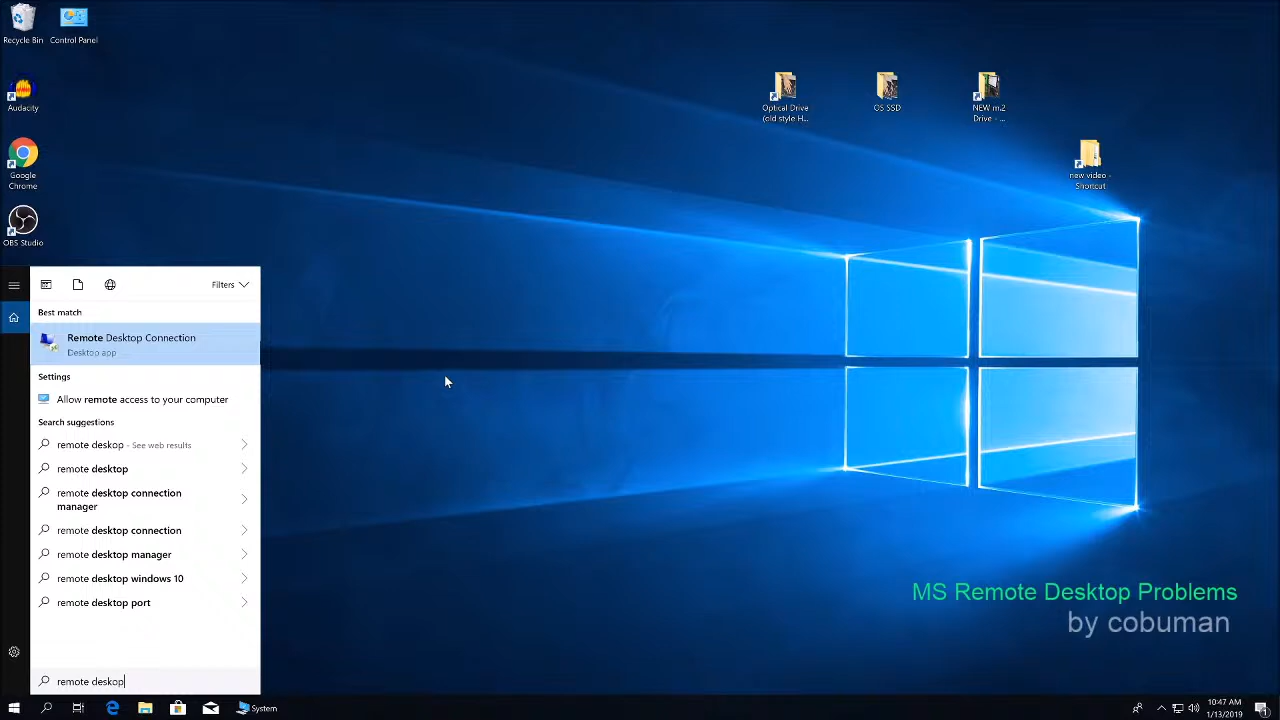 Recycle Bin
Control Panel
Audacity
Google
Chrome
OBS Studio
Optical Drive
(old style H...
OS SSD
NEW m.2
Drive - ...
new video -
Shortcut
Filters
Best match
Remote Desktop Connection
Desktop app
Settings
Allow remote access to your computer
Search suggestions
remote deskop - See web results
remote desktop
remote desktop connection
manager
remote desktop connection
remote desktop manager
remote desktop windows 10
remote desktop port
remote deskop
MS Remote Desktop Problems
by cobuman
System
10:47 AM
1/13/2019
1